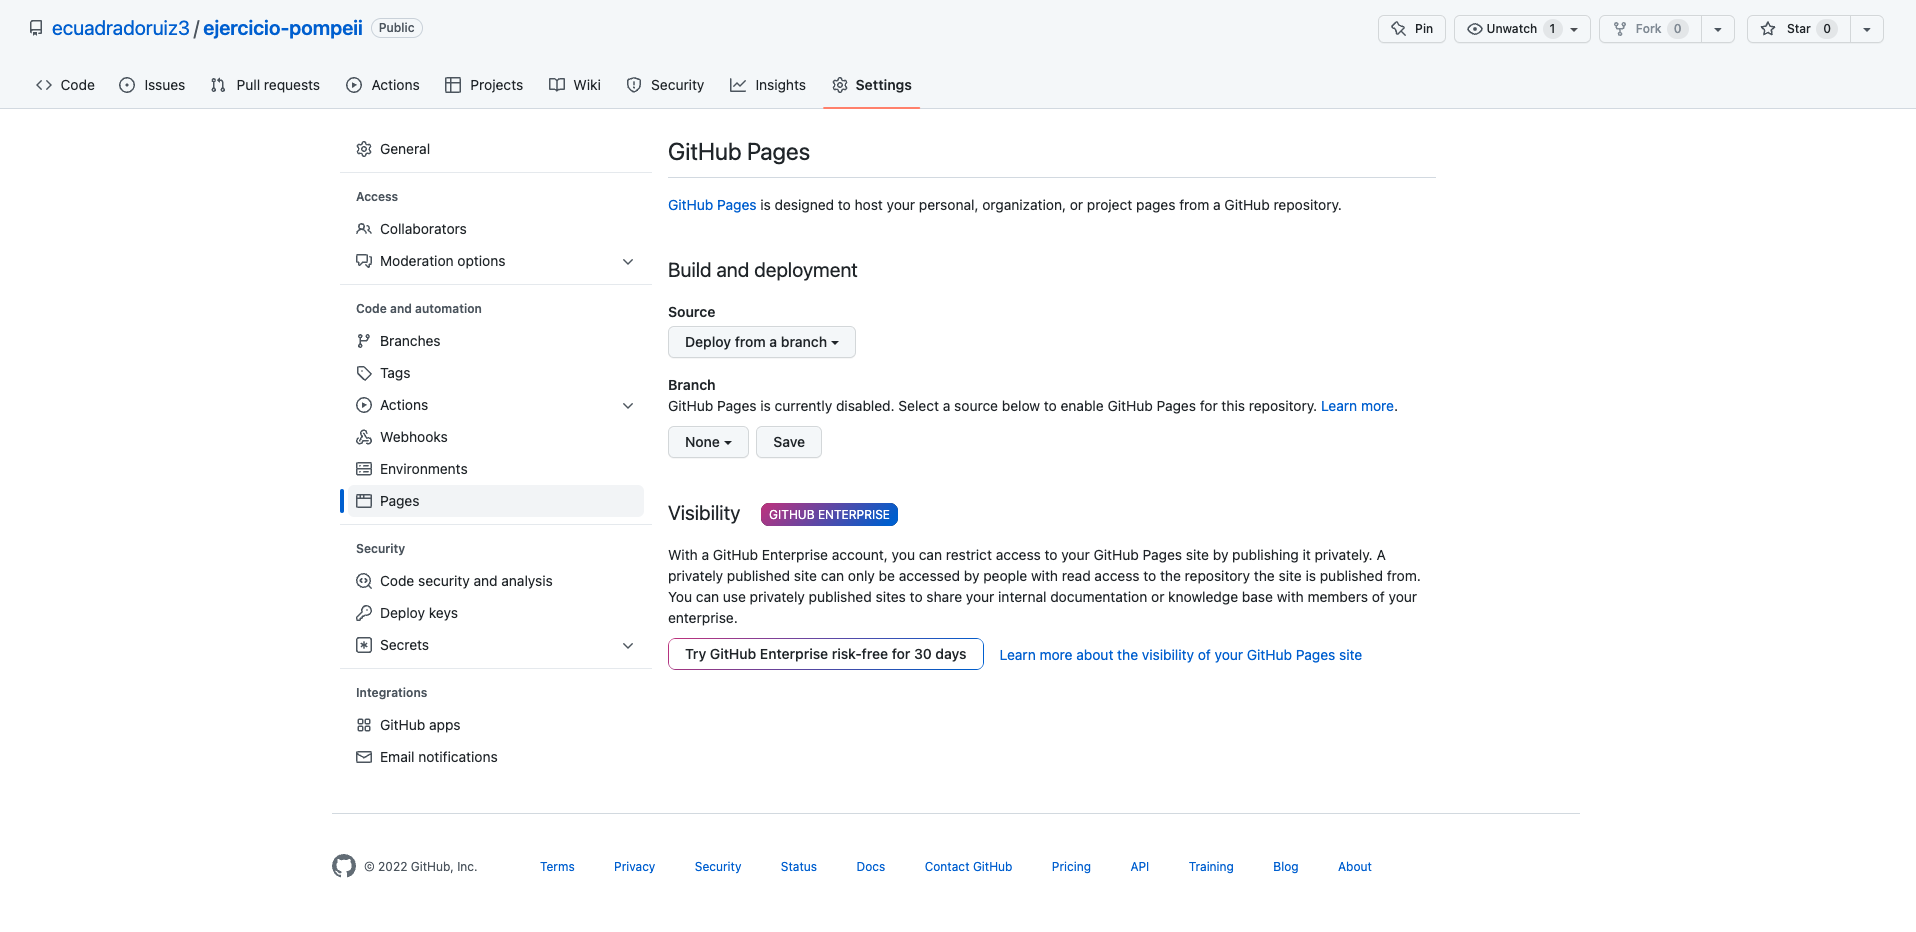 ecuadradoruiz3 / ejercicio-pompeii Public
Pin
Unwatch 1
Fork 0
Star 0
Code
Issues
Pull requests
Actions
Projects
Wiki
Security
Insights
Settings
General
Access
Collaborators
Moderation options
Code and automation
Branches
Tags
Actions
Webhooks
Environments
Pages
Security
Code security and analysis
Deploy keys
Secrets
Integrations
GitHub apps
Email notifications
GitHub Pages
GitHub Pages is designed to host your personal, organization, or project pages from a GitHub repository.
Build and deployment
Source
Deploy from a branch
Branch
GitHub Pages is currently disabled. Select a source below to enable GitHub Pages for this repository. Learn more.
None
Save
Visibility GITHUB ENTERPRISE
With a GitHub Enterprise account, you can restrict access to your GitHub Pages site by publishing it privately. A
privately published site can only be accessed by people with read access to the repository the site is published from.
You can use privately published sites to share your internal documentation or knowledge base with members of your
enterprise.
Try GitHub Enterprise risk-free for 30 days
Learn more about the visibility of your GitHub Pages site
© 2022 GitHub, Inc.
Terms
Privacy
Security
Status
Docs
Contact GitHub
Pricing
API
Training
Blog
About